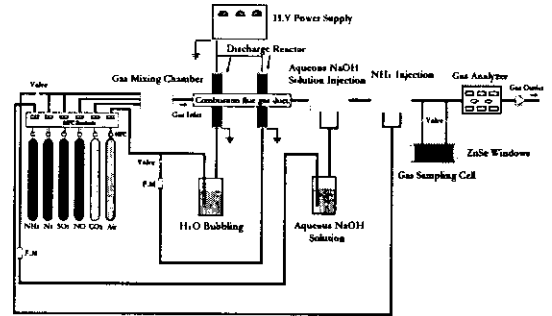 H.V Power Supply
Discharge Reactor
Aqueous NaOH
Solution Injection
NH₃ Injection
Gas Analyzer
Gas Outlet
Gas Mixing Chamber
Valve
Combustion flue gas duct
Gas Inlet
MFC
Valve
Valve
Valve
ZnSe Windows
Gas Sampling Cell
F.M
NH₃ N₂ SO₂ NO CO₂ Air
H₂O Bubbling
Aqueous NaOH
Solution
F.M